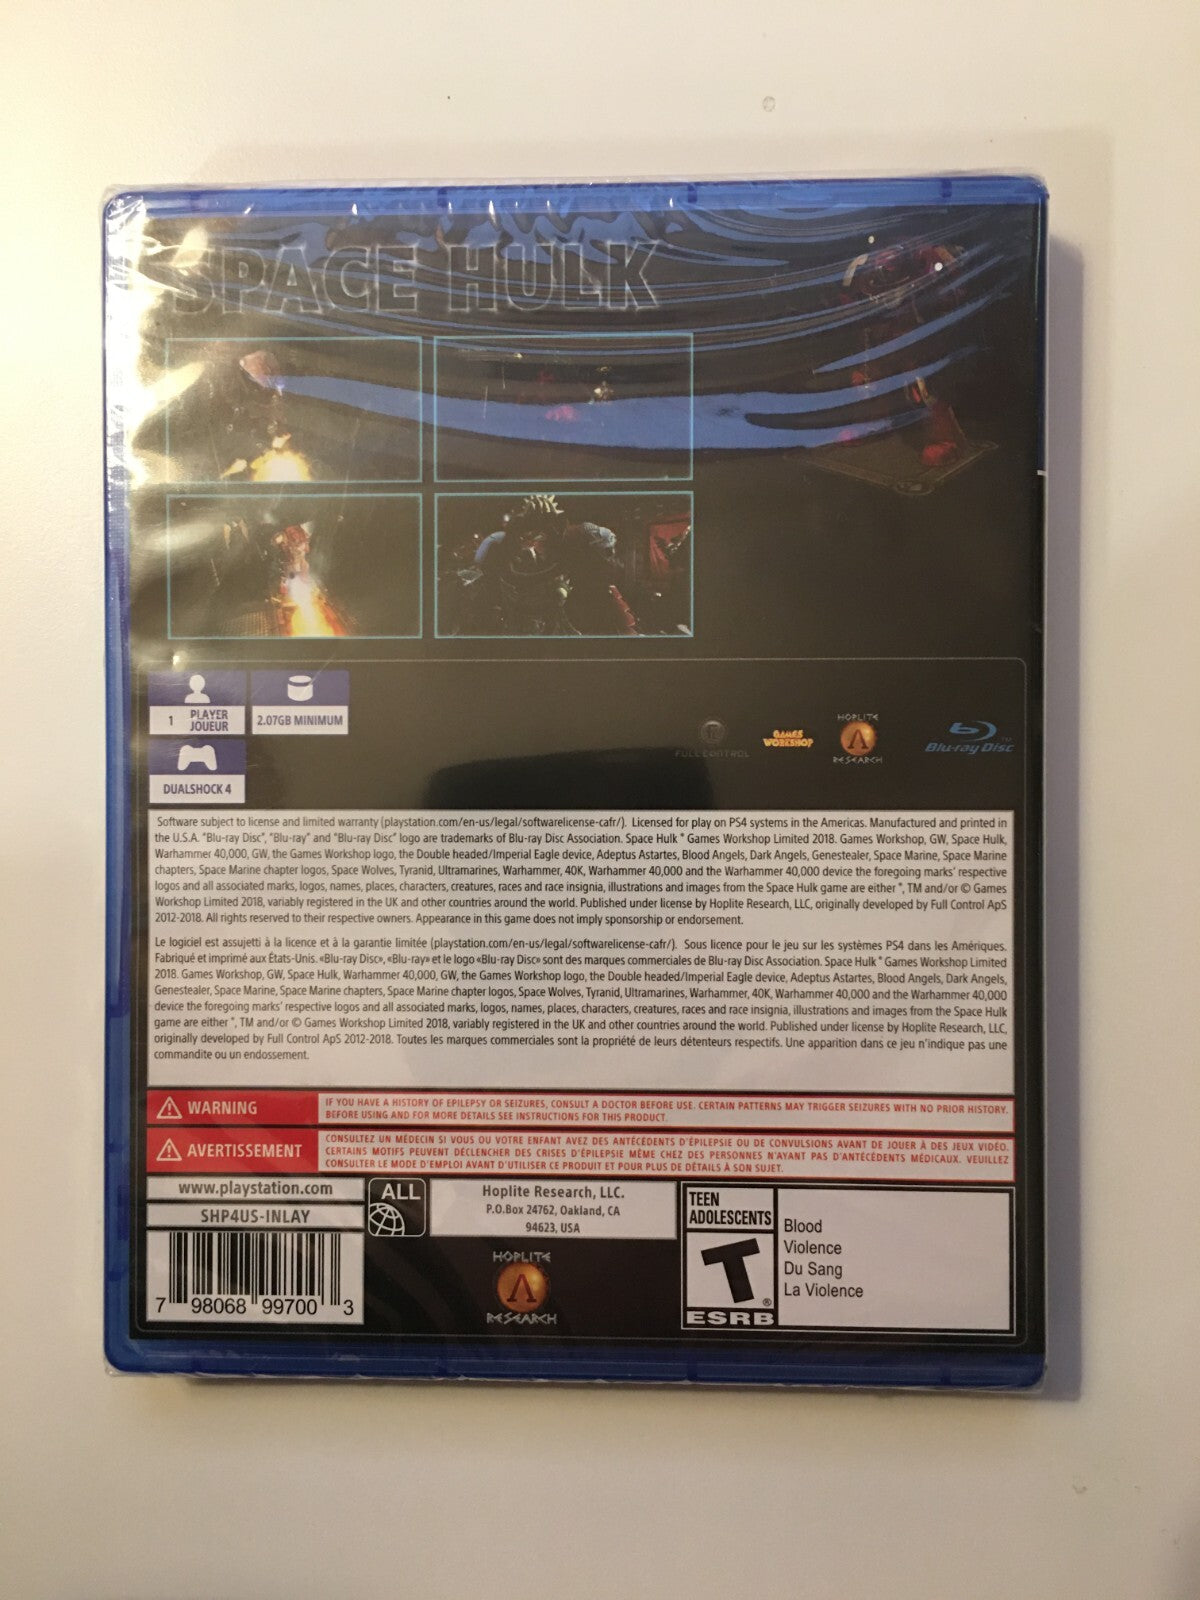 SPACE HULK
1 PLAYER JOUEUR
2.07GB MINIMUM
DUALSHOCK 4
FULL CONTROL
GAMES WORKSHOP
HOPLITE RESEARCH
Blu-ray Disc™
Software subject to license and limited warranty (playstation.com/en-us/legal/softwarelicense-cafr/). Licensed for play on PS4 systems in the Americas. Manufactured and printed in
the U.S.A. "Blu-ray Disc", "Blu-ray" and "Blu-ray Disc" logo are trademarks of Blu-ray Disc Association. Space Hulk ® Games Workshop Limited 2018. Games Workshop, GW, Space Hulk,
Warhammer 40,000, GW, the Games Workshop logo, the Double headed/Imperial Eagle device, Adeptus Astartes, Blood Angels, Dark Angels, Genestealer, Space Marine, Space Marine
chapters, Space Marine chapter logos, Space Wolves, Tyranid, Ultramarines, Warhammer, 40K, Warhammer 40,000 and the Warhammer 40,000 device the foregoing marks' respective
logos and all associated marks, logos, names, places, characters, creatures, races and race insignia, illustrations and images from the Space Hulk game are either ®, TM and/or © Games
Workshop Limited 2018, variably registered in the UK and other countries around the world. Published under license by Hoplite Research, LLC, originally developed by Full Control ApS
2012-2018. All rights reserved to their respective owners. Appearance in this game does not imply sponsorship or endorsement.
Le logiciel est assujetti à la licence et à la garantie limitée (playstation.com/en-us/legal/softwarelicense-cafr/). Sous licence pour le jeu sur les systèmes PS4 dans les Amériques.
Fabriqué et imprimé aux États-Unis. «Blu-ray Disc», «Blu-ray» et le logo «Blu-ray Disc» sont des marques commerciales de Blu-ray Disc Association. Space Hulk ® Games Workshop Limited
2018. Games Workshop, GW, Space Hulk, Warhammer 40,000, GW, the Games Workshop logo, the Double headed/Imperial Eagle device, Adeptus Astartes, Blood Angels, Dark Angels,
Genestealer, Space Marine, Space Marine chapters, Space Marine chapter logos, Space Wolves, Tyranid, Ultramarines, Warhammer, 40K, Warhammer 40,000 and the Warhammer 40,000
device the foregoing marks' respective logos and all associated marks, logos, names, places, characters, creatures, races and race insignia, illustrations and images from the Space Hulk
game are either ®, TM and/or © Games Workshop Limited 2018, variably registered in the UK and other countries around the world. Published under license by Hoplite Research, LLC,
originally developed by Full Control ApS 2012-2018. Toutes les marques commerciales sont la propriété de leurs détenteurs respectifs. Une apparition dans ce jeu n'indique pas une
commandite ou un endossement.
WARNING
IF YOU HAVE A HISTORY OF EPILEPSY OR SEIZURES, CONSULT A DOCTOR BEFORE USE. CERTAIN PATTERNS MAY TRIGGER SEIZURES WITH NO PRIOR HISTORY.
BEFORE USING AND FOR MORE DETAILS SEE INSTRUCTIONS FOR THIS PRODUCT.
AVERTISSEMENT
CONSULTEZ UN MÉDECIN SI VOUS OU VOTRE ENFANT AVEZ DES ANTÉCÉDENTS D'ÉPILEPSIE OU DE CONVULSIONS AVANT DE JOUER À DES JEUX VIDÉO.
CERTAINS MOTIFS PEUVENT DÉCLENCHER DES CRISES D'ÉPILEPSIE MÊME CHEZ DES PERSONNES N'AYANT PAS D'ANTÉCÉDENTS MÉDICAUX. VEUILLEZ
CONSULTER LE MODE D'EMPLOI AVANT D'UTILISER CE PRODUIT ET POUR PLUS DE DÉTAILS À SON SUJET.
www.playstation.com
SHP4US-INLAY
7 98068 99700 3
ALL
Hoplite Research, LLC.
P.O.Box 24762, Oakland, CA
94623, USA
HOPLITE
RESEARCH
TEEN
ADOLESCENTS
T
®
ESRB
Blood
Violence
Du Sang
La Violence